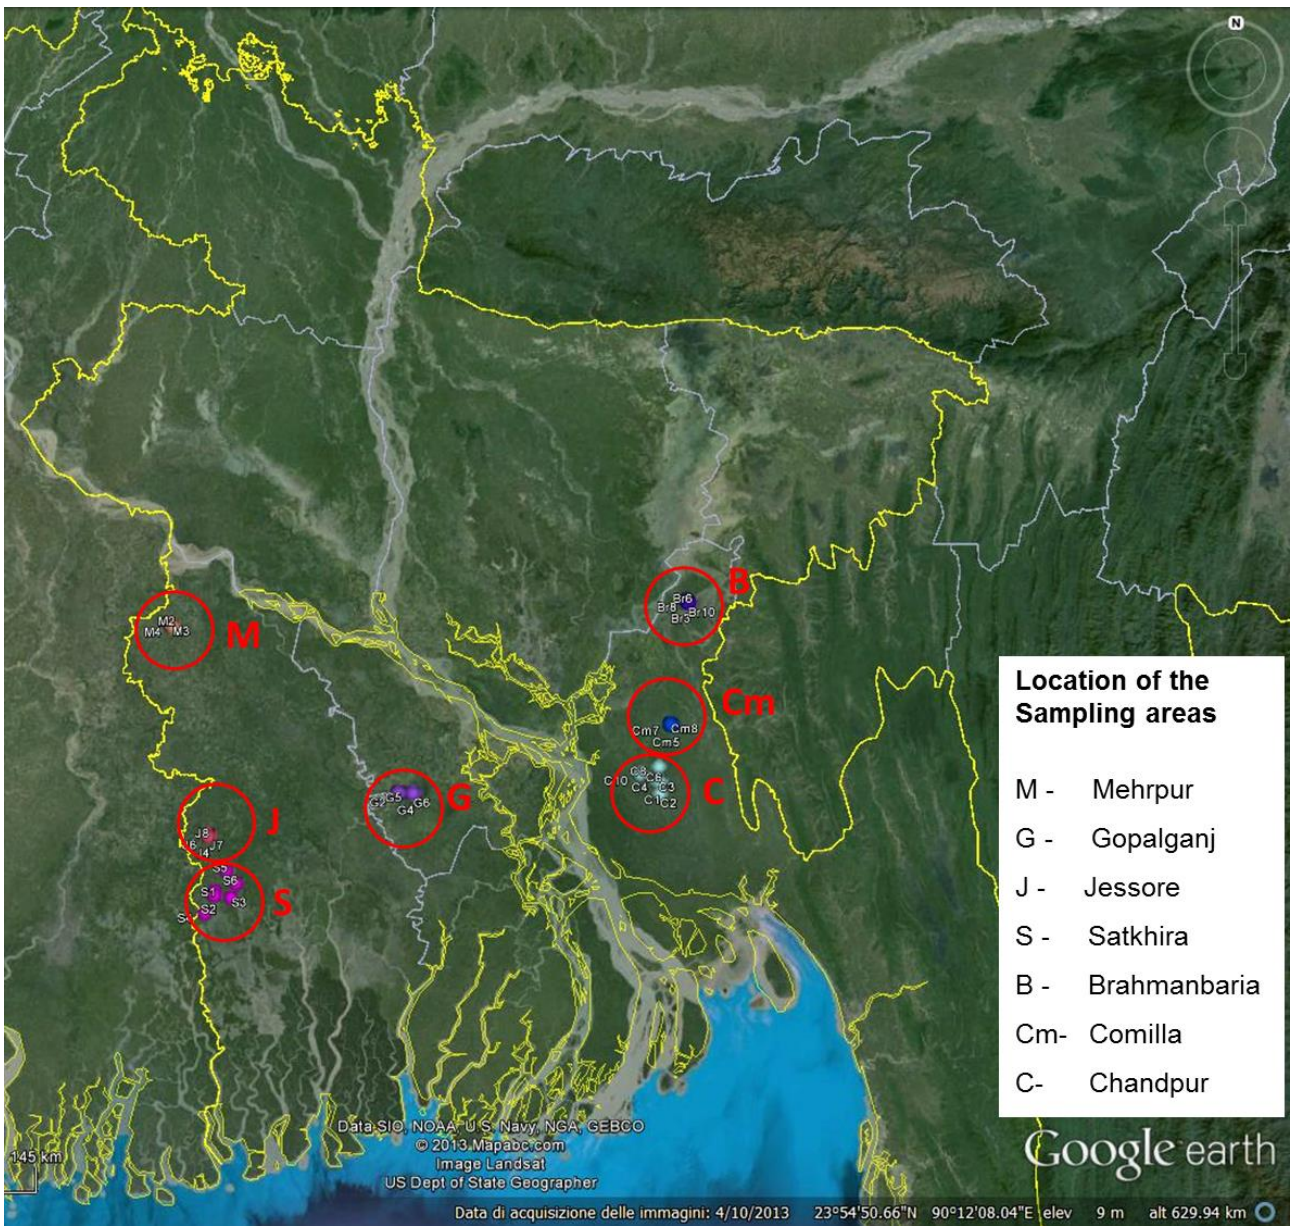 N
B
Br6
Br8
Br10
Br3
M2
M4
M3
M
Cm
Cm7
Cm8
Cm5
C8
C10
C6
C4
C3
C1
C2
C
G5
G2
G6
G4
G
J8
J7
J
S5
S6
S1
S3
S2
S
Location of the
Sampling areas
M - Mehrpur
G - Gopalganj
J - Jessore
S - Satkhira
B - Brahmanbaria
Cm- Comilla
C- Chandpur
Data SIO, NOAA, U.S. Navy, NGA, GEBCO
© 2013 Mapabc.com
Image Landsat
US Dept of State Geographer
145 km
Google earth
Data di acquisizione delle immagini: 4/10/2013 23°54'50.66"N 90°12'08.04"E elev 9 m alt 629.94 km